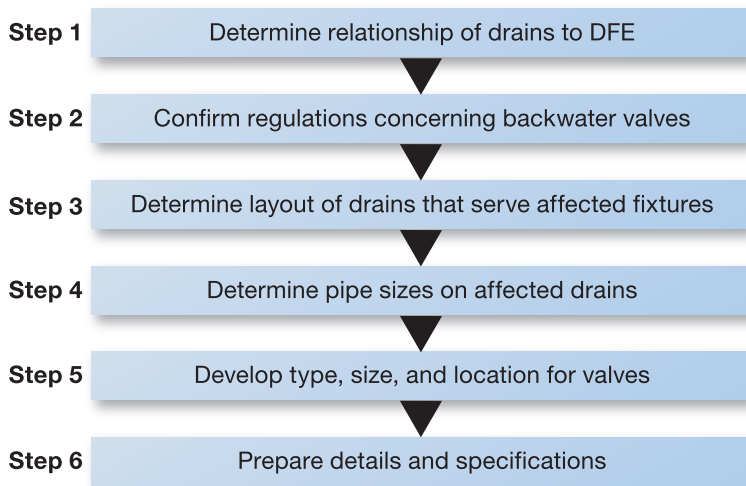 Step 1 Determine relationship of drains to DFE
Step 2 Confirm regulations concerning backwater valves
Step 3 Determine layout of drains that serve affected fixtures
Step 4 Determine pipe sizes on affected drains
Step 5 Develop type, size, and location for valves
Step 6 Prepare details and specifications